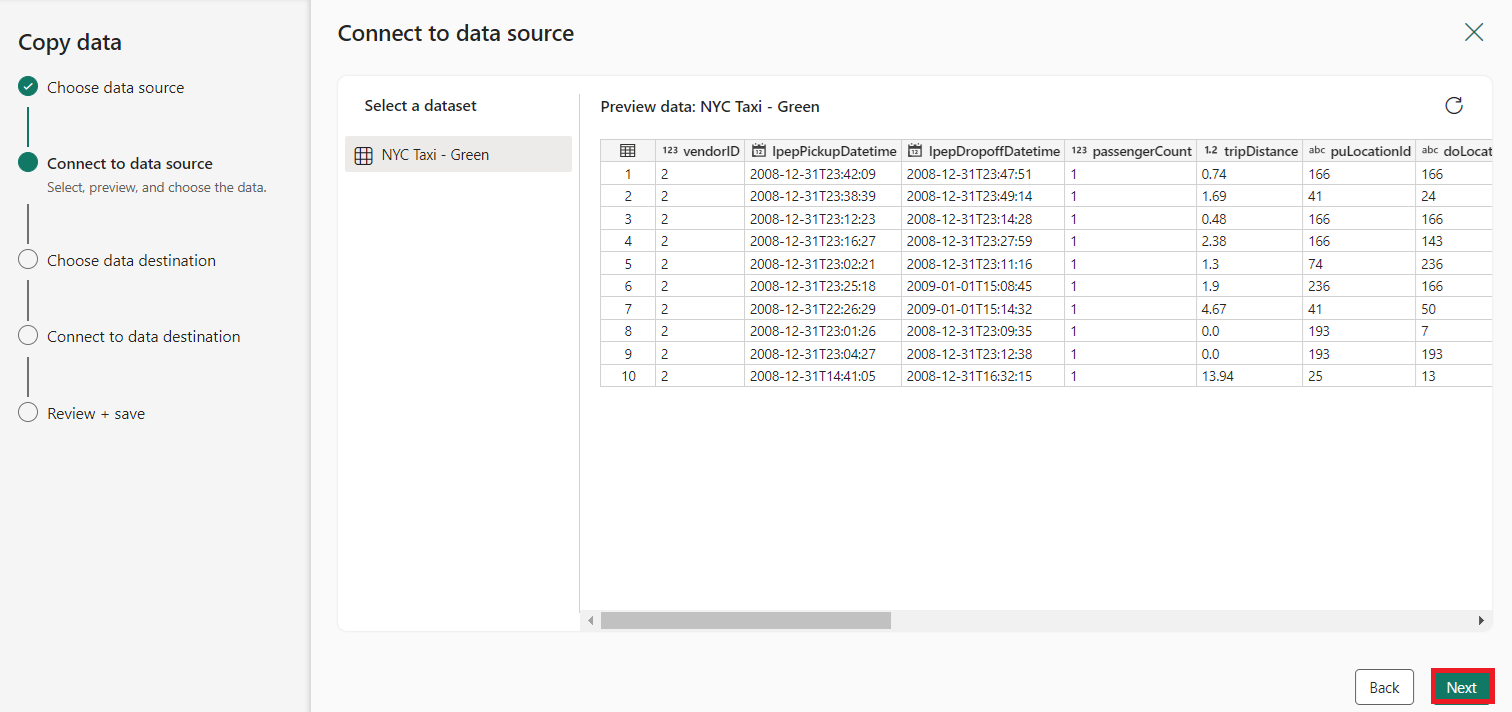 Copy data
Choose data source
Connect to data source
Select, preview, and choose the data.
Choose data destination
Connect to data destination
Review + save
Connect to data source
Select a dataset
NYC Taxi - Green
Preview data: NYC Taxi - Green
123 vendorID 12 lpepPickupDatetime 12 lpepDropoffDatetime 123 passengerCount 1.2 tripDistance abc puLocationId abc doLocat
1 2 2008-12-31T23:42:09 2008-12-31T23:47:51 1 0.74 166 166
2 2 2008-12-31T23:38:39 2008-12-31T23:49:14 1 1.69 41 24
3 2 2008-12-31T23:12:23 2008-12-31T23:14:28 1 0.48 166 166
4 2 2008-12-31T23:16:27 2008-12-31T23:27:59 1 2.38 166 143
5 2 2008-12-31T23:02:21 2008-12-31T23:11:16 1 1.3 74 236
6 2 2008-12-31T23:25:18 2009-01-01T15:08:45 1 1.9 236 166
7 2 2008-12-31T22:26:29 2009-01-01T15:14:32 1 4.67 41 50
8 2 2008-12-31T23:01:26 2008-12-31T23:09:35 1 0.0 193 7
9 2 2008-12-31T23:04:27 2008-12-31T23:12:38 1 0.0 193 193
10 2 2008-12-31T14:41:05 2008-12-31T16:32:15 1 13.94 25 13
Back
Next